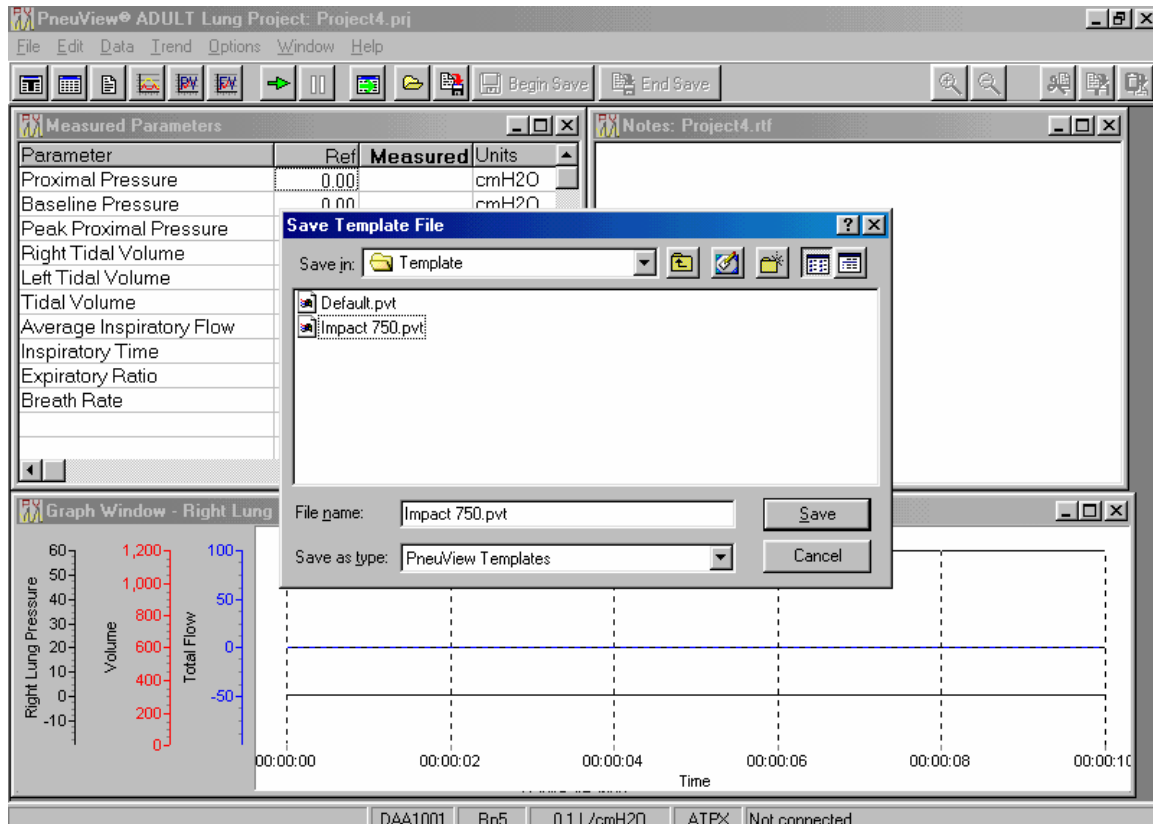 PneuView® ADULT Lung Project: Project4.prj
File Edit Data Trend Options Window Help
PV FV Begin Save End Save
Measured Parameters
Parameter Ref Measured Units
Proximal Pressure 0.00 cmH2O
Baseline Pressure 0.00 cmH2O
Peak Proximal Pressure
Right Tidal Volume
Left Tidal Volume
Tidal Volume
Average Inspiratory Flow
Inspiratory Time
Expiratory Ratio
Breath Rate
Notes: Project4.rtf
Save Template File
Save in: Template
Default.pvt
Impact 750.pvt
File name: Impact 750.pvt Save
Save as type: PneuView Templates Cancel
Graph Window - Right Lung
Right Lung Pressure
60
50
40
30
20
10
0
-10
Volume
1,200
1,000
800
600
400
200
0
Total Flow
100
50
0
-50
00:00:00 00:00:02 00:00:04 00:00:06 00:00:08 00:00:10
Time
DAA1001 Rp5 0.1 L/cmH2O ATPX Not connected